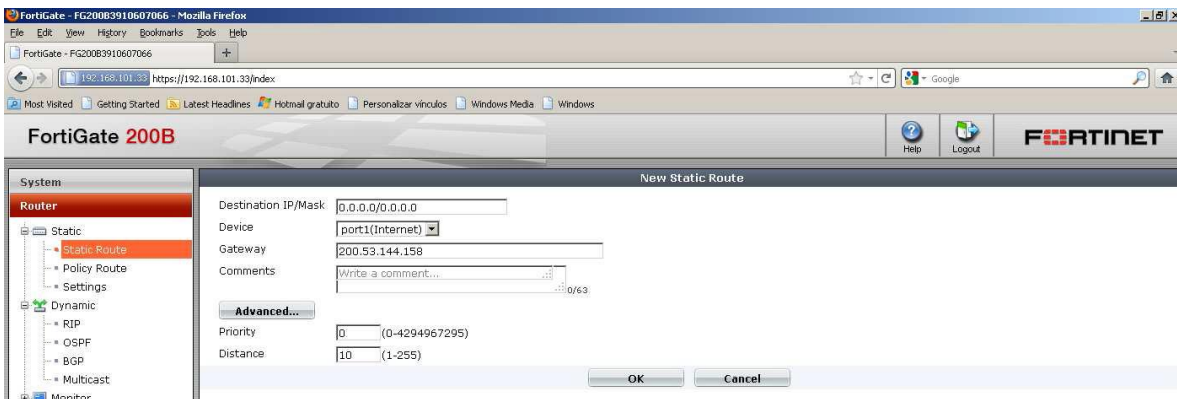 FortiGate - FG200B3910607066 - Mozilla Firefox
File Edit View History Bookmarks Tools Help
FortiGate - FG200B3910607066
+
192.168.101.33 https://192.168.101.33/index
Google
Most Visited Getting Started Latest Headlines Hotmail gratuito Personalizar vínculos Windows Media Windows
FortiGate 200B
Help
Logout
FORTINET
System
Router
Static
Static Route
Policy Route
Settings
Dynamic
RIP
OSPF
BGP
Multicast
Monitor
New Static Route
Destination IP/Mask 0.0.0.0/0.0.0.0
Device port1(Internet)
Gateway 200.53.144.158
Comments Write a comment... 0/63
Advanced...
Priority 0 (0-4294967295)
Distance 10 (1-255)
OK Cancel